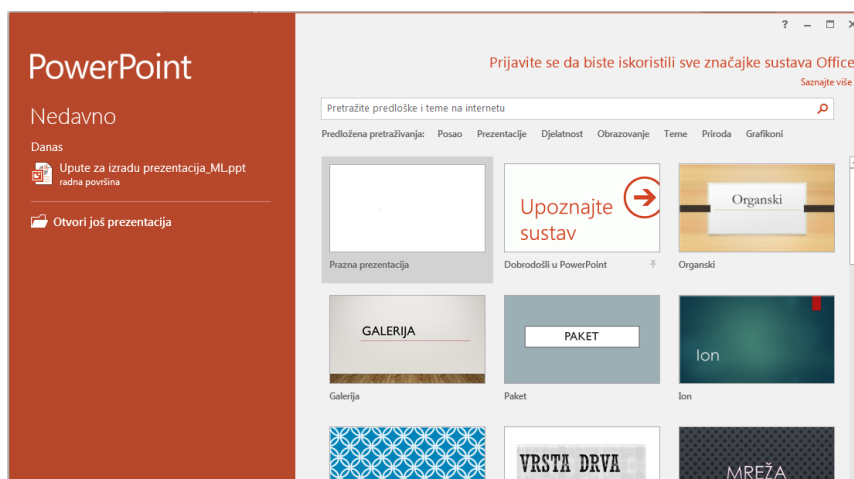 ?
PowerPoint
Prijavite se da biste iskoristili sve značajke sustava Office
Saznajte više
Nedavno
Danas
Upute za izradu prezentacija_ML.ppt
radna površina
Otvori još prezentacija
Pretražite predloške i teme na internetu
Predložena pretraživanja: Posao Prezentacije Djelatnost Obrazovanje Teme Priroda Grafikoni
Upoznajte
sustav
Organski
Prazna prezentacija
Dobrodošli u PowerPoint
Organski
GALERIJA
PAKET
Ion
Galerija
Paket
Ion
VRSTA DRVA
MREŽA